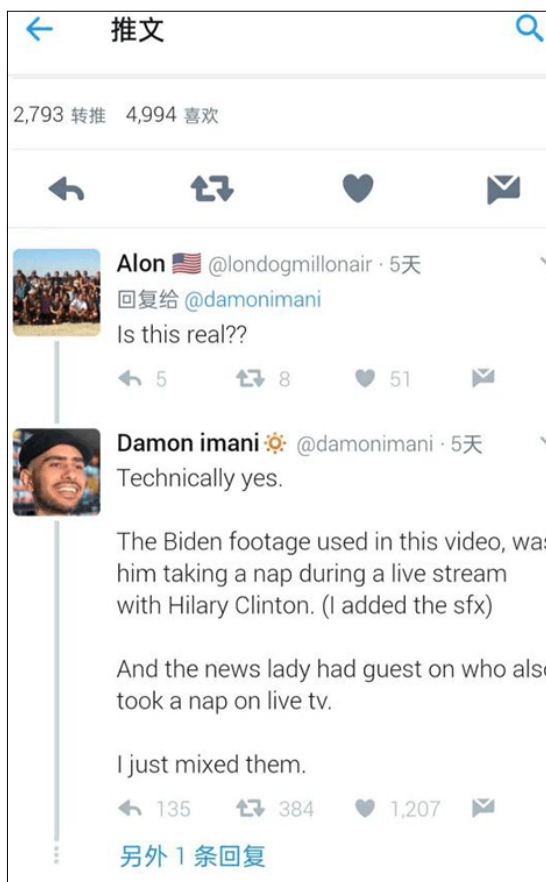 推文
2,793 转推 4,994 喜欢
Alon 🇺🇸 @londogmillonair · 5天
回复给 @damonimani
Is this real??
5 8 51
Damon imani 🔅 @damonimani · 5天
Technically yes.
The Biden footage used in this video, was
him taking a nap during a live stream
with Hilary Clinton. (I added the sfx)
And the news lady had guest on who also
took a nap on live tv.
I just mixed them.
135 384 1,207
另外 1 条回复